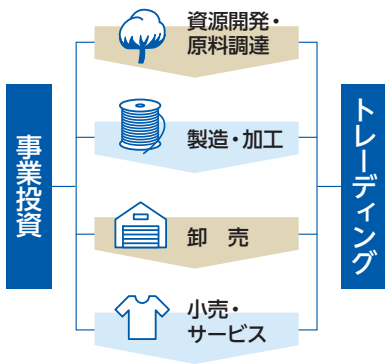 事業投資
資源開発・
原料調達
製造・加工
卸　売
小売・
サービス
トレーディング